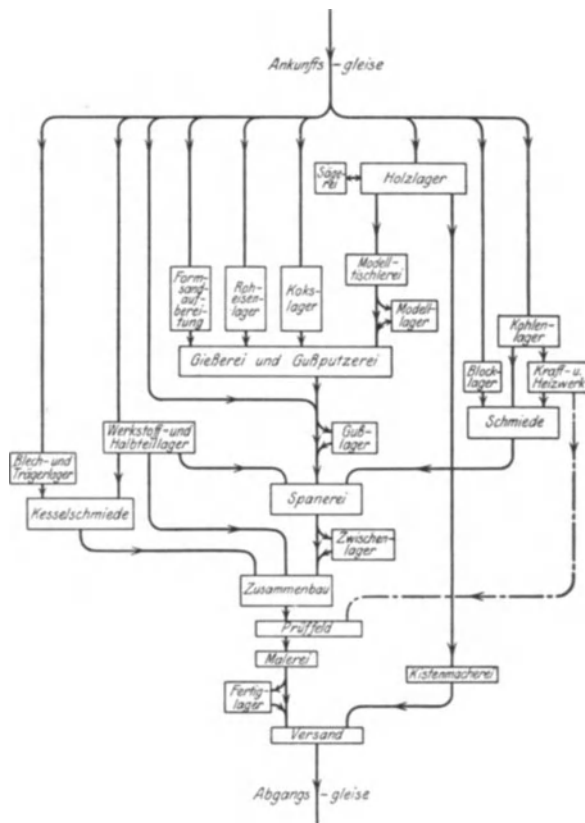 Ankunfts-gleise
Säge-
rei
Holzlager
Form-
sand-
auf-
bereitung
Roh-
eisen-
lager
Koks-
lager
Modell-
tischlerei
Modell-
lager
Kohlen-
lager
Gießerei und Gußputzerei
Block-
lager
Kraft- u.
Heizwerk
Schmiede
Werkstoff- und
Halbteillager
Guß-
lager
Blech- und
Trägerlager
Spanerei
Kesselschmiede
Zwischen-
lager
Zusammenbau
Prüffeld
Malerei
Kistenmacherei
Fertig-
lager
Versand
Abgangs-gleise